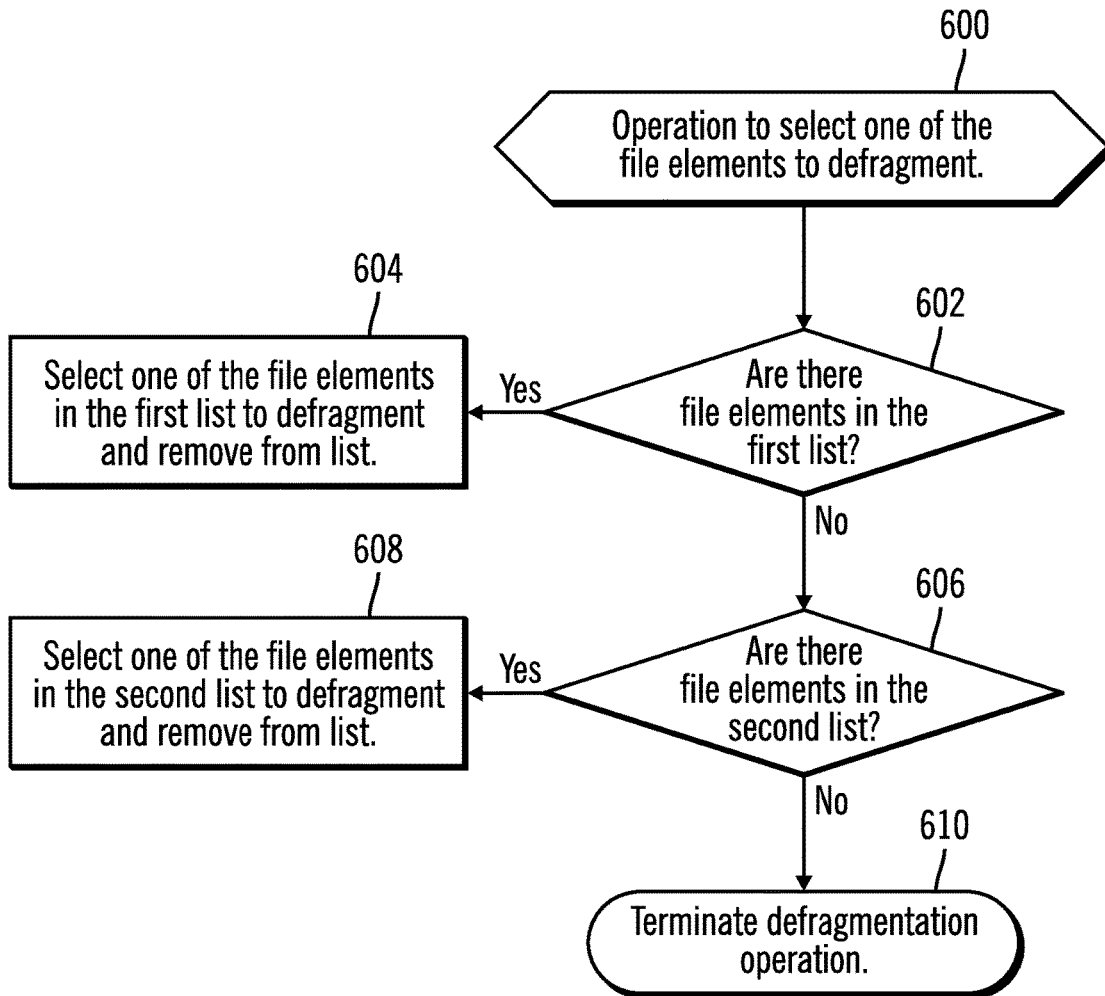 600
Operation to select one of the
file elements to defragment.
604
602
Select one of the file elements
in the first list to defragment
and remove from list.
Yes
Are there
file elements in the
first list?
No
608
606
Select one of the file elements
in the second list to defragment
and remove from list.
Yes
Are there
file elements in the
second list?
No
610
Terminate defragmentation
operation.